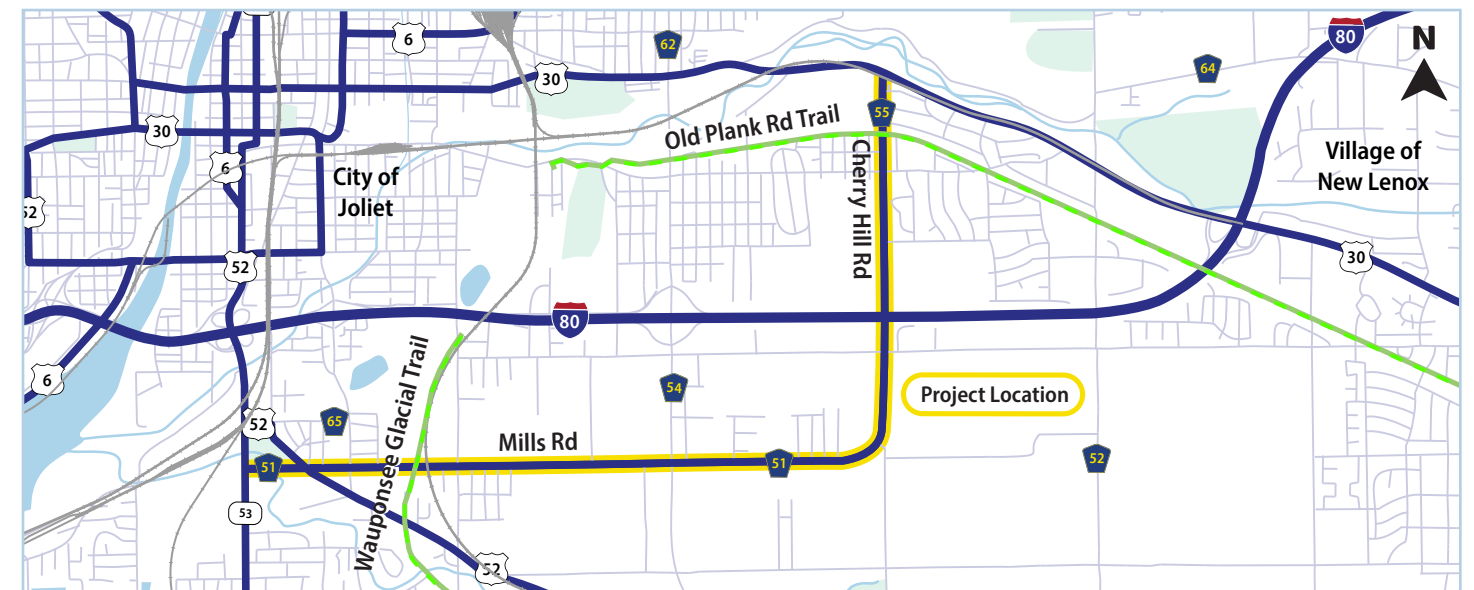 6
62
30
64
80
N
55
Old Plank Rd Trail
30
6
City of
Joliet
Cherry Hill Rd
Village of
New Lenox
52
52
30
80
6
Wauponsee Glacial Trail
54
Project Location
65
52
Mills Rd
51
51
52
53
52